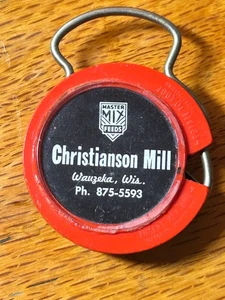 MASTER
MIX
FEEDS
Christianson Mill
Wauzeka, Wis.
Ph. 875-5593